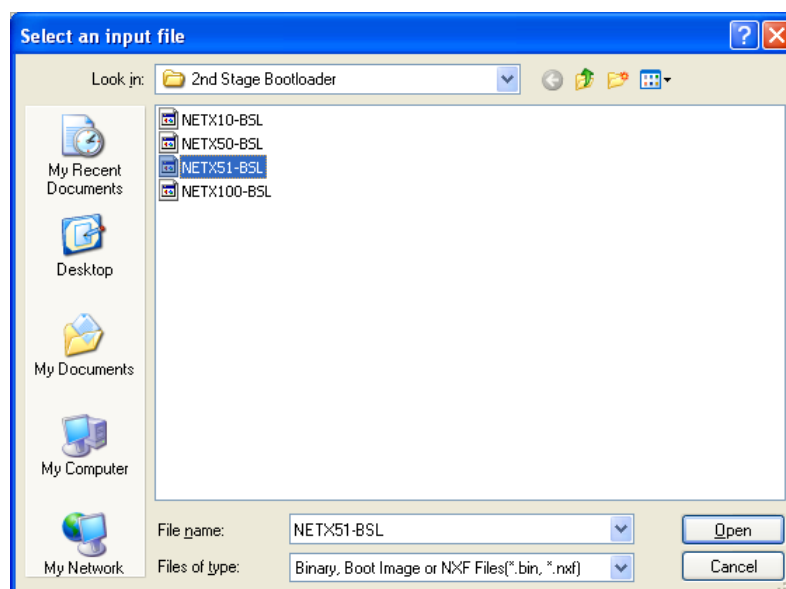 Select an input file
Look in:
2nd Stage Bootloader
NETX10-BSL
NETX50-BSL
NETX51-BSL
NETX100-BSL
My Recent
Documents
Desktop
My Documents
My Computer
My Network
File name:
NETX51-BSL
Open
Files of type:
Binary, Boot Image or NXF Files(*.bin, *.nxf)
Cancel